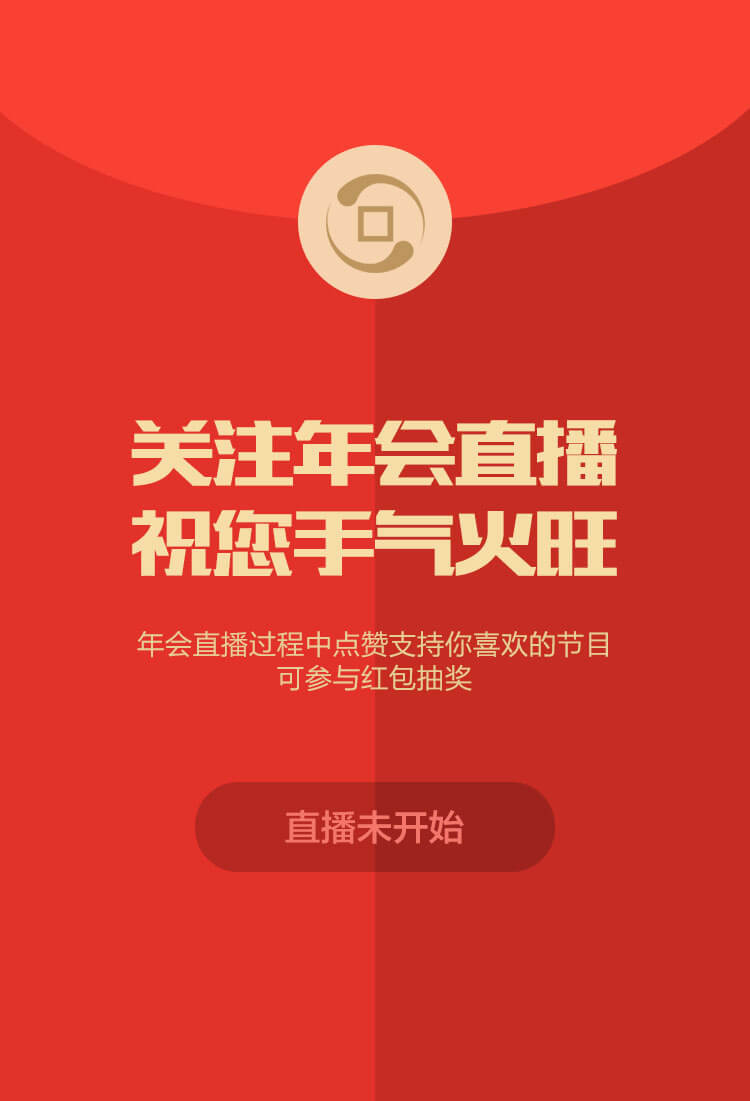 关注年会直播
祝您手气火旺
年会直播过程中点赞支持你喜欢的节目
可参与红包抽奖
直播未开始